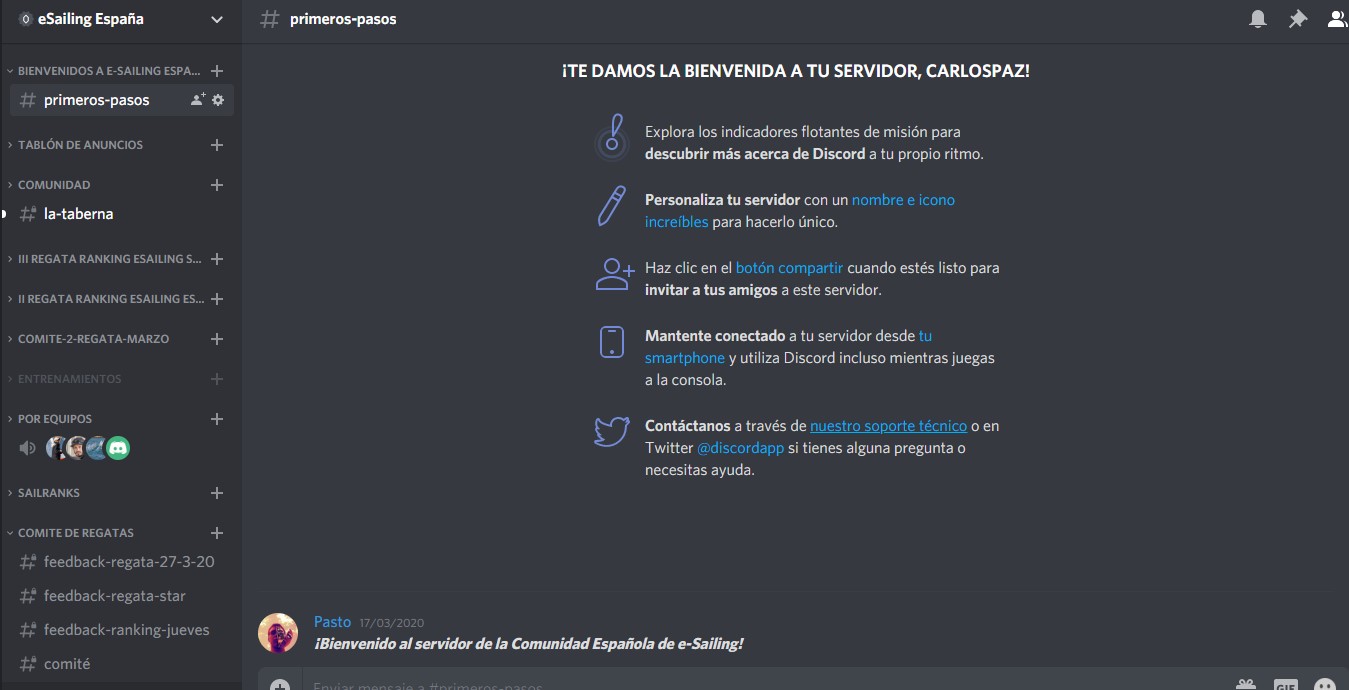 eSailing España
BIENVENIDOS A E-SAILING ESPA...
primeros-pasos
TABLÓN DE ANUNCIOS
COMUNIDAD
la-taberna
III REGATA RANKING ESAILING S...
II REGATA RANKING ESAILING ES...
COMITE-2-REGATA-MARZO
ENTRENAMIENTOS
POR EQUIPOS
SAILRANKS
COMITE DE REGATAS
feedback-regata-27-3-20
feedback-regata-star
feedback-ranking-jueves
comité
primeros-pasos
¡TE DAMOS LA BIENVENIDA A TU SERVIDOR, CARLOSPAZ!
Explora los indicadores flotantes de misión para
descubrir más acerca de Discord a tu propio ritmo.
Personaliza tu servidor con un nombre e icono
increíbles para hacerlo único.
Haz clic en el botón compartir cuando estés listo para
invitar a tus amigos a este servidor.
Mantente conectado a tu servidor desde tu
smartphone y utiliza Discord incluso mientras juegas
a la consola.
Contáctanos a través de nuestro soporte técnico o en
Twitter @discordapp si tienes alguna pregunta o
necesitas ayuda.
Pasto 17/03/2020
¡Bienvenido al servidor de la Comunidad Española de e-Sailing!
Enviar mensaje a #primeros-pasos
GIF